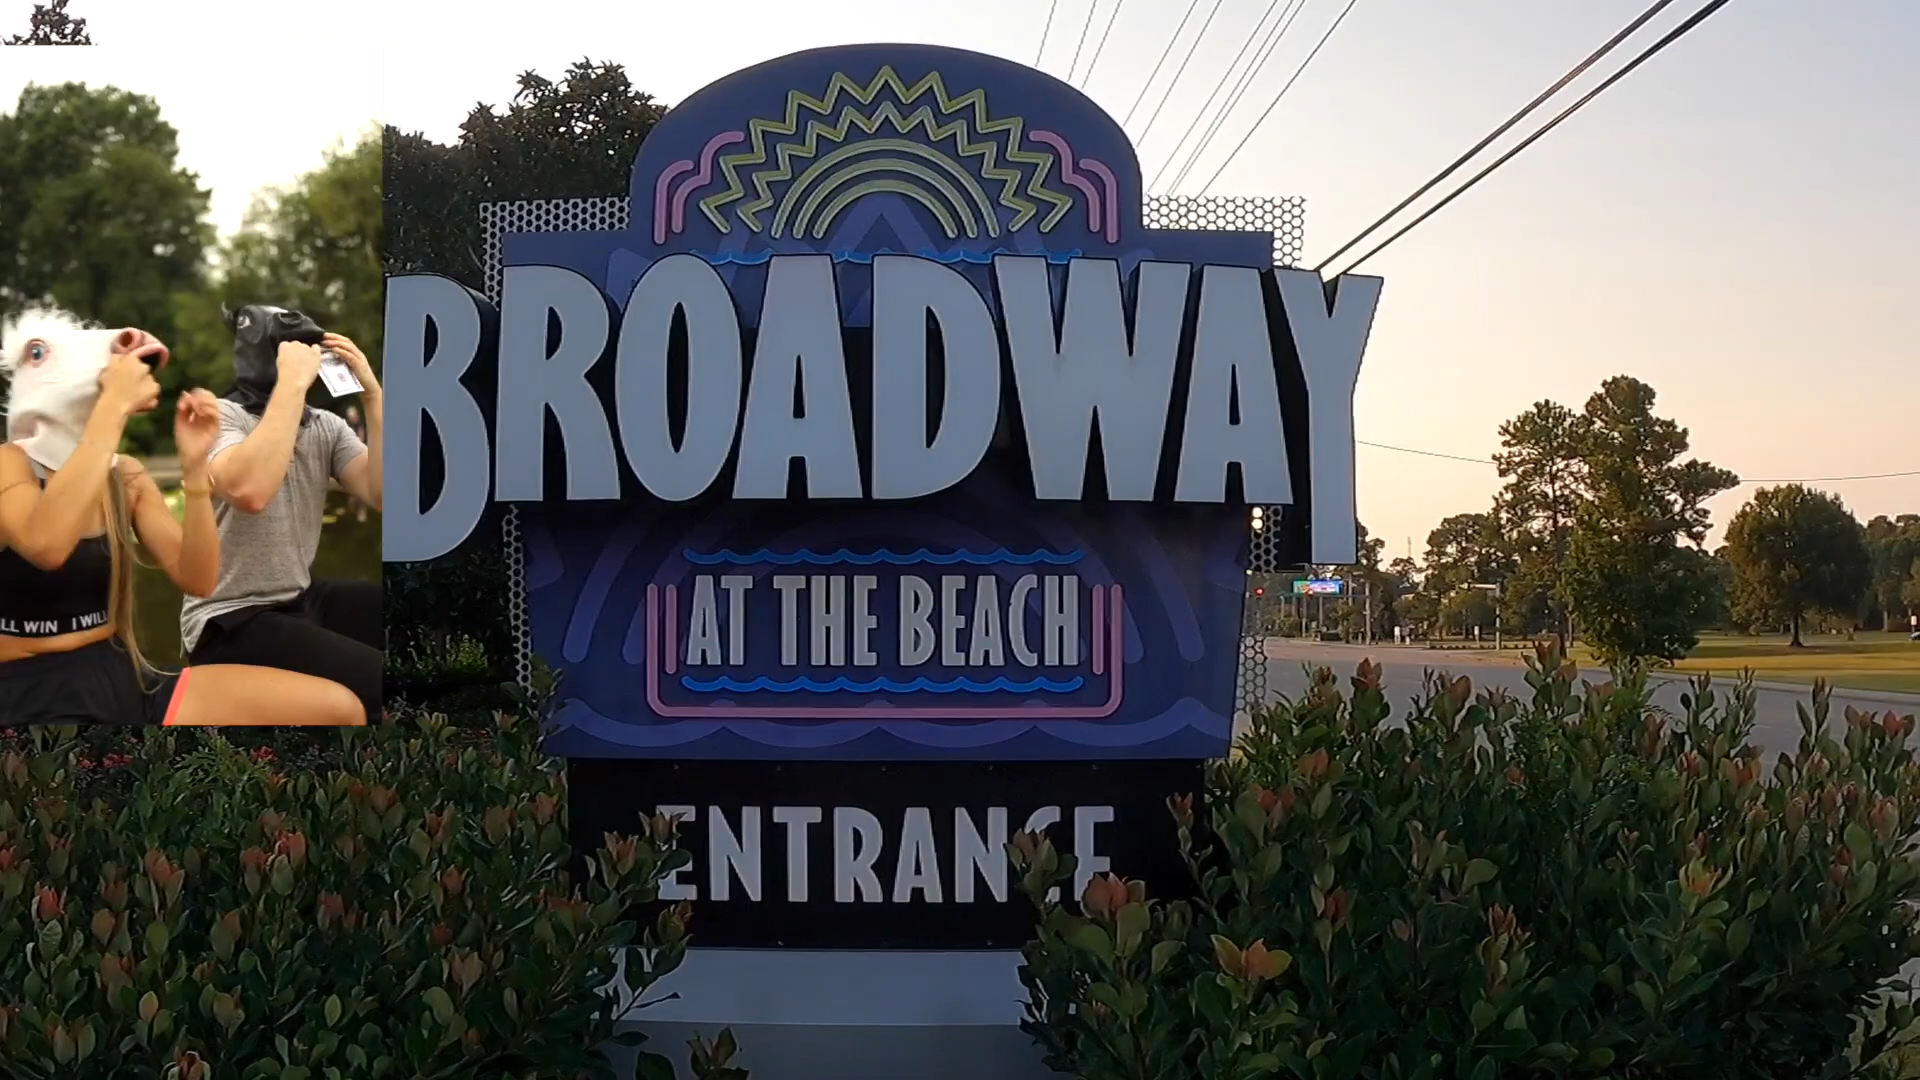 BROADWAY
AT THE BEACH
ENTRANCE
LL WIN I WILL